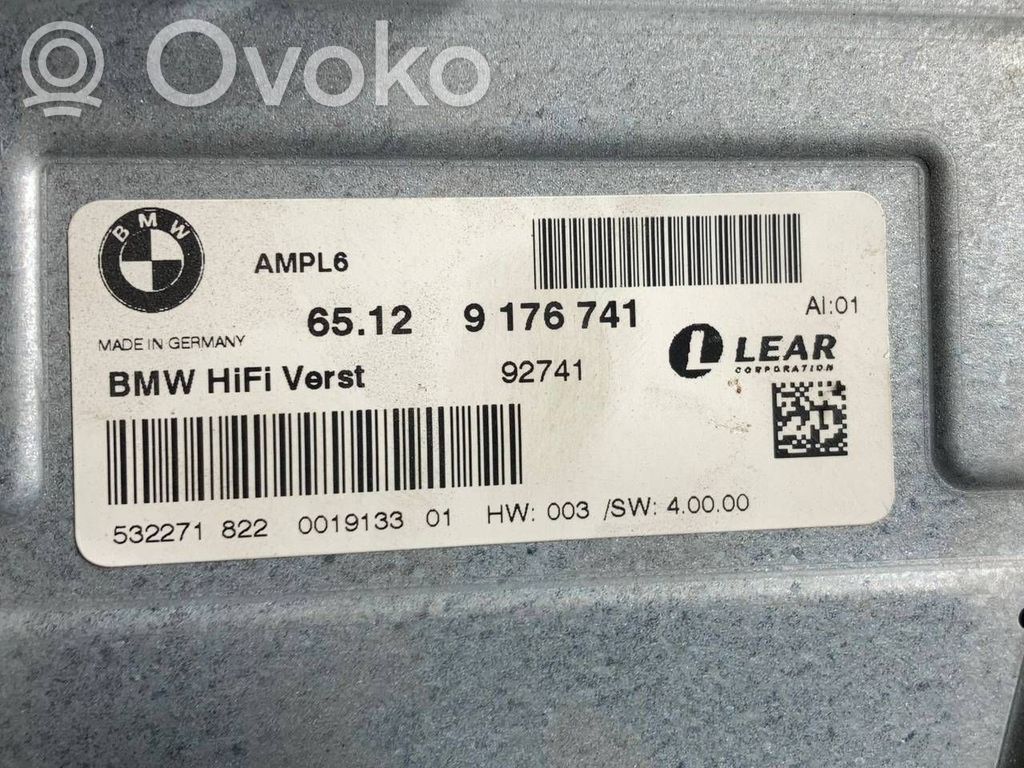 Ovoko
BMW
AMPL6
65.12 9 176 741
AI:01
MADE IN GERMANY
LEAR
CORPORATION
BMW HiFi Verst 92741
532271 822 0019133 01 HW: 003 /SW: 4.00.00